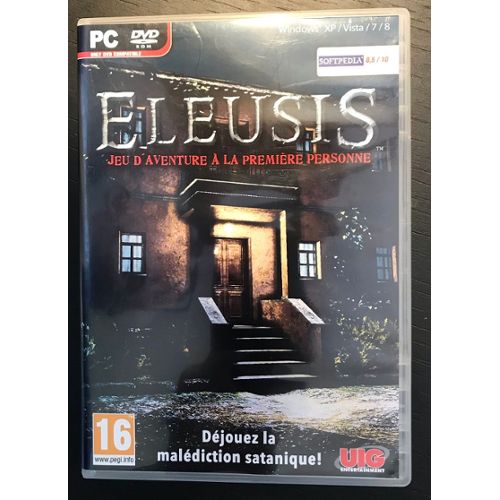 PC DVD ROM
Windows® XP / Vista / 7 / 8
SOFTPEDIA 8,5 / 10
ELEUSIS™
JEU D'AVENTURE À LA PREMIÈRE PERSONNE
16
www.pegi.info
Déjouez la
malédiction satanique!
UIG
ENTERTAINMENT